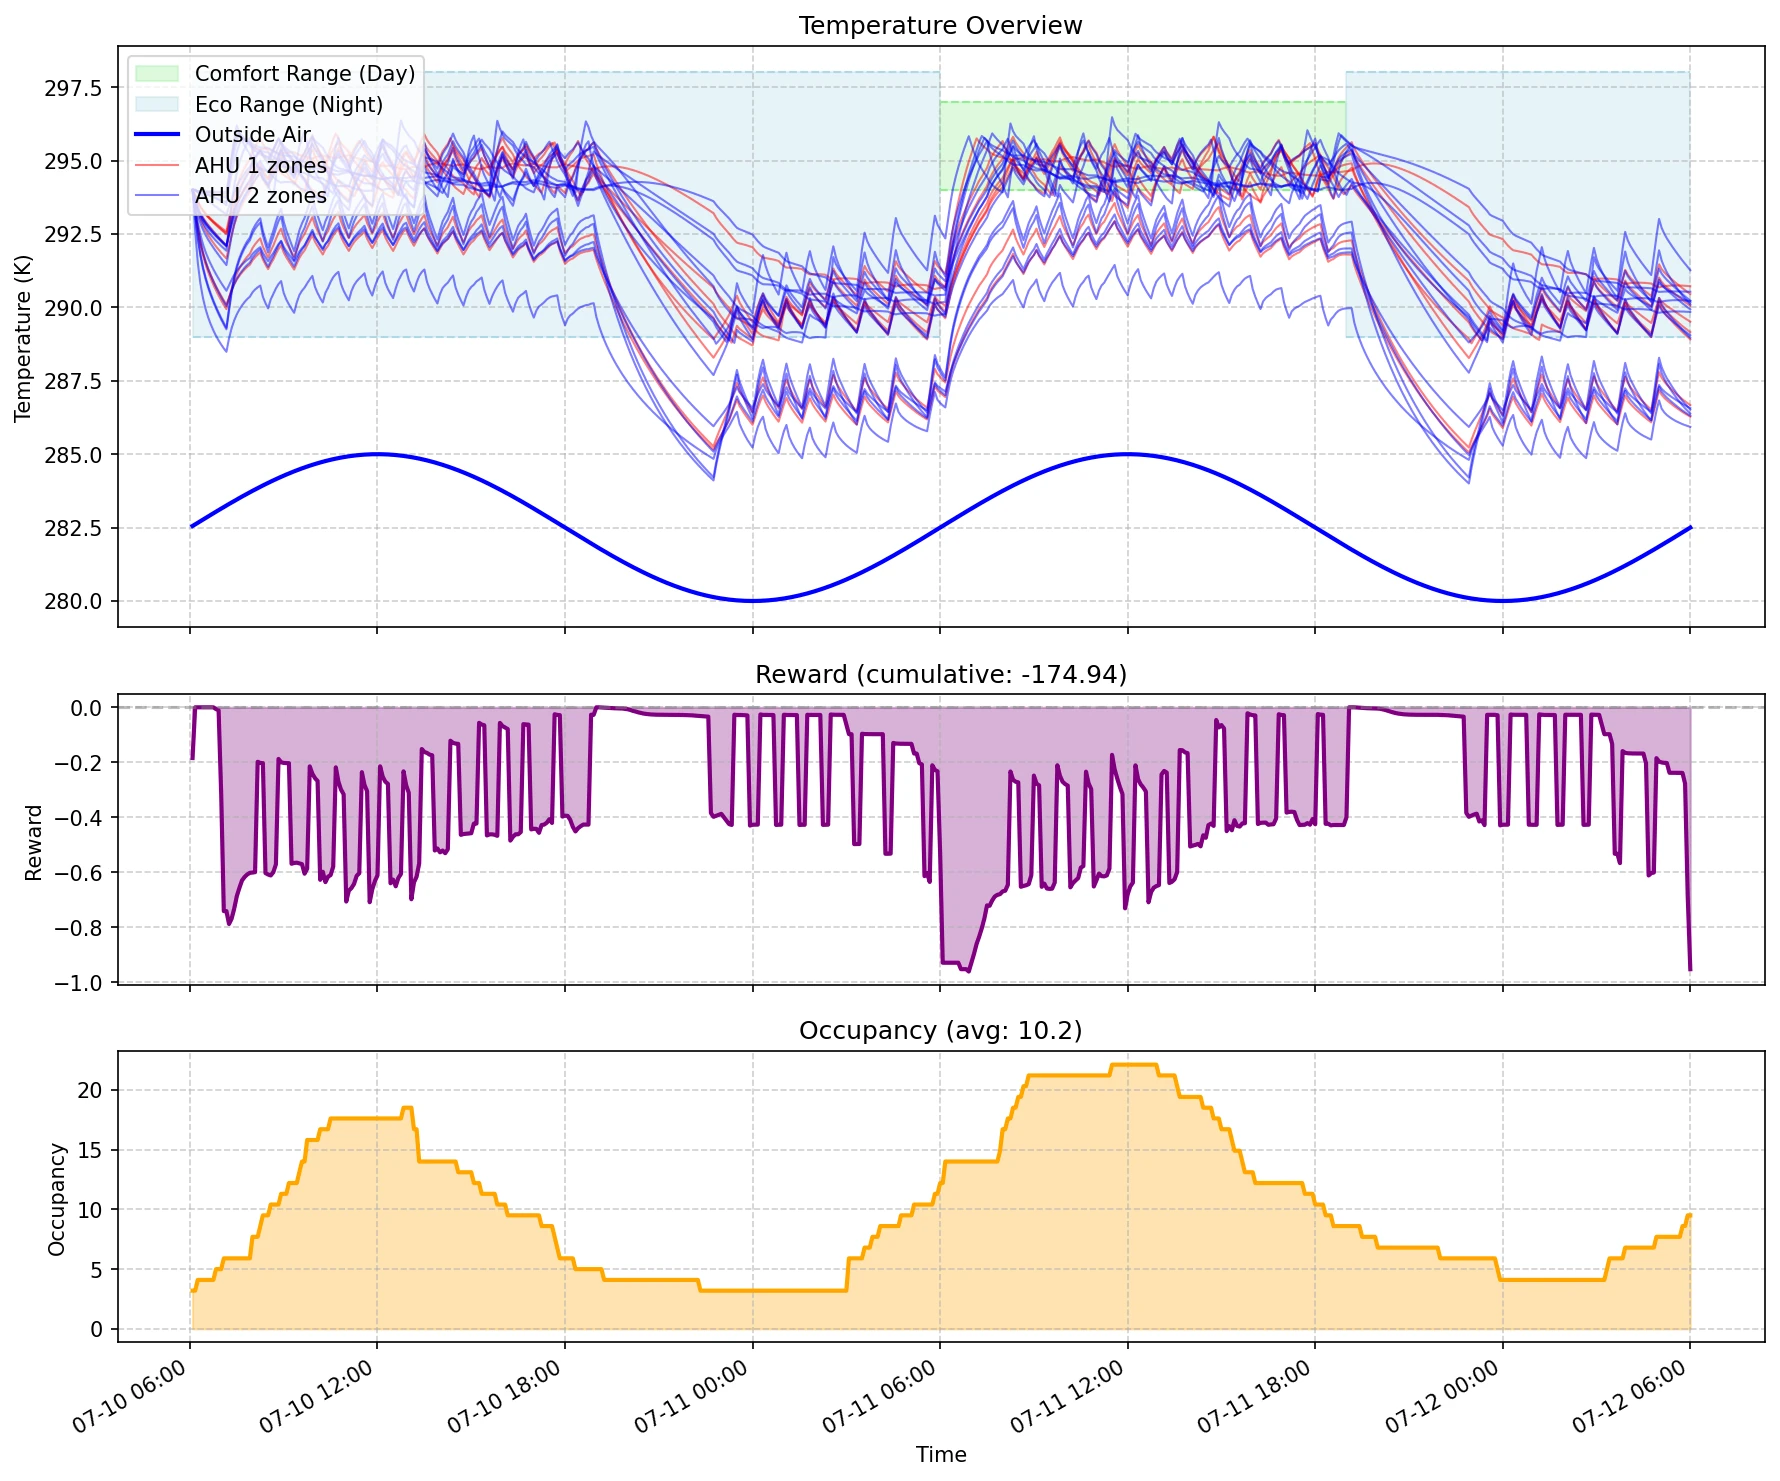 Temperature Overview
Comfort Range (Day)
Eco Range (Night)
Outside Air
AHU 1 zones
AHU 2 zones
Temperature (K)
297.5
295.0
292.5
290.0
287.5
285.0
282.5
280.0
Reward (cumulative: -174.94)
Reward
0.0
−0.2
−0.4
−0.6
−0.8
−1.0
Occupancy (avg: 10.2)
Occupancy
20
15
10
5
0
07-10 06:00
07-10 12:00
07-10 18:00
07-11 00:00
07-11 06:00
07-11 12:00
07-11 18:00
07-12 00:00
07-12 06:00
Time